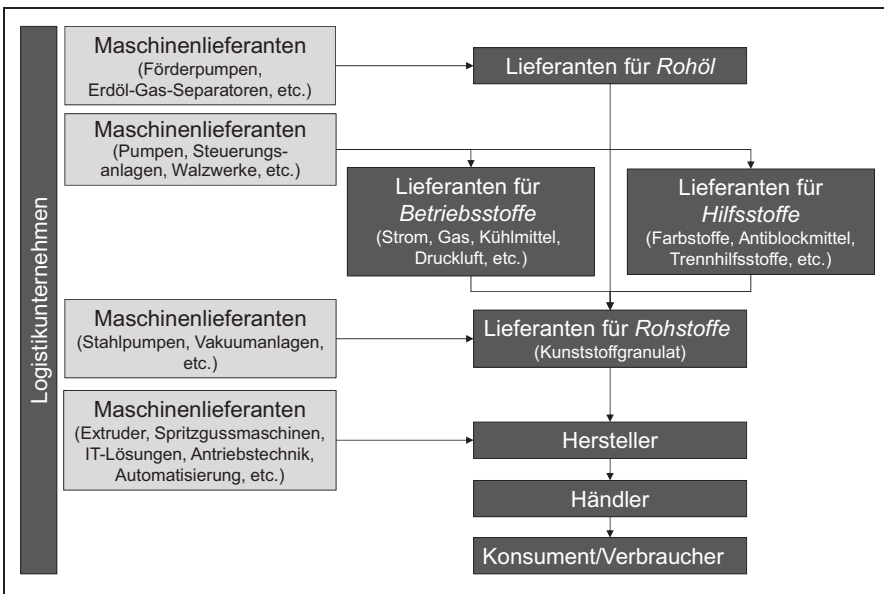 Logistikunternehmen
Maschinenlieferanten
(Förderpumpen,
Erdöl-Gas-Separatoren, etc.)
Lieferanten für Rohöl
Maschinenlieferanten
(Pumpen, Steuerungs-
anlagen, Walzwerke, etc.)
Lieferanten für
Betriebsstoffe
(Strom, Gas, Kühlmittel,
Druckluft, etc.)
Lieferanten für
Hilfsstoffe
(Farbstoffe, Antiblockmittel,
Trennhilfsstoffe, etc.)
Maschinenlieferanten
(Stahlpumpen, Vakuumanlagen,
etc.)
Lieferanten für Rohstoffe
(Kunststoffgranulat)
Maschinenlieferanten
(Extruder, Spritzgussmaschinen,
IT-Lösungen, Antriebstechnik,
Automatisierung, etc.)
Hersteller
Händler
Konsument/Verbraucher